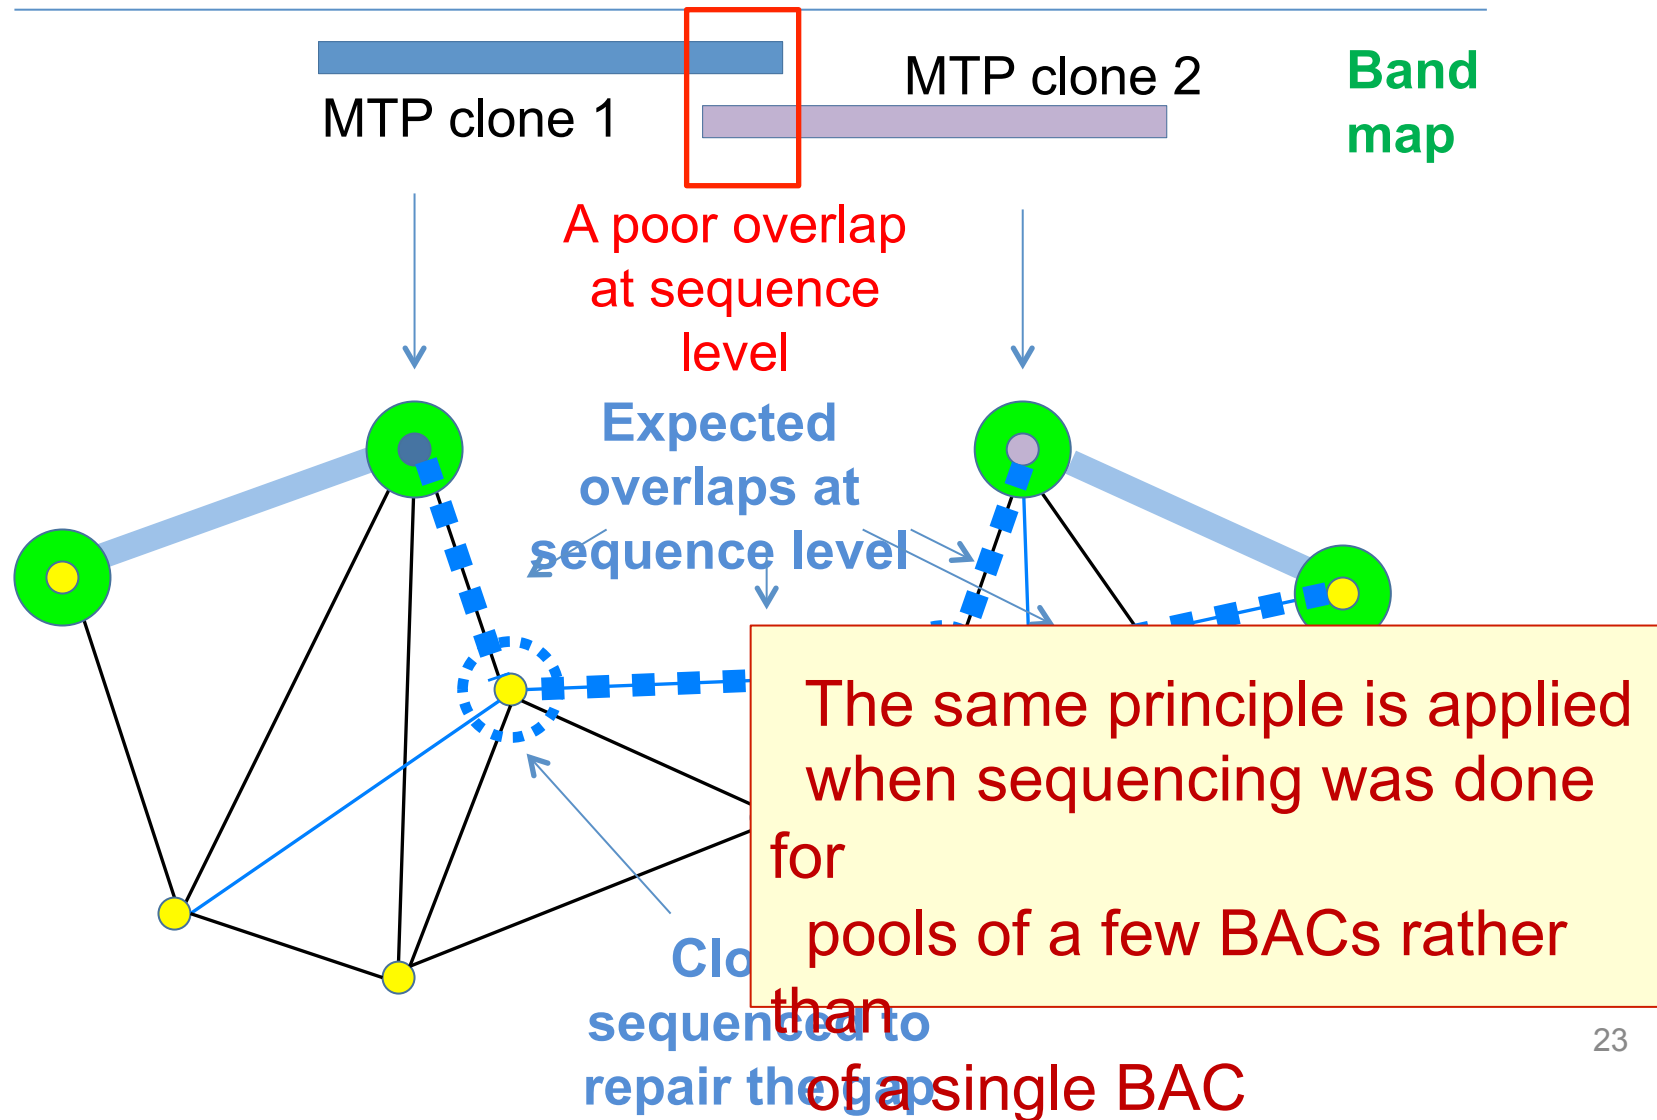 MTP clone 1
MTP clone 2
Band
map
A poor overlap
at sequence
level
Expected
overlaps at
sequence level
The same principle is applied
when sequencing was done
for
pools of a few BACs rather
than
of a single BAC
sequenced to
repair the gap
23